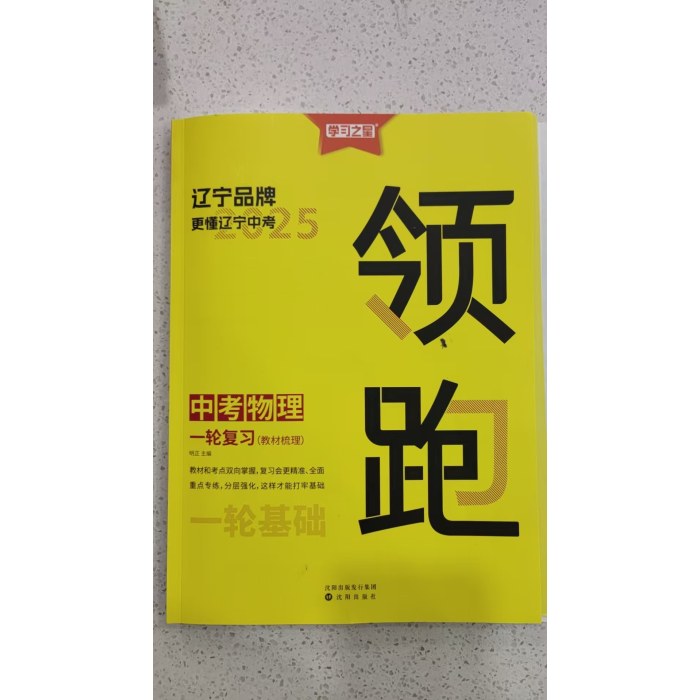 学习之星
辽宁品牌
更懂辽宁中考
2025
领跑
中考物理
一轮复习(教材梳理)
明正 主编
教材和考点双向掌握,复习会更精准、全面
重点专练,分层强化,这样才能打牢基础
一轮基础
沈阳出版发行集团
沈阳出版社